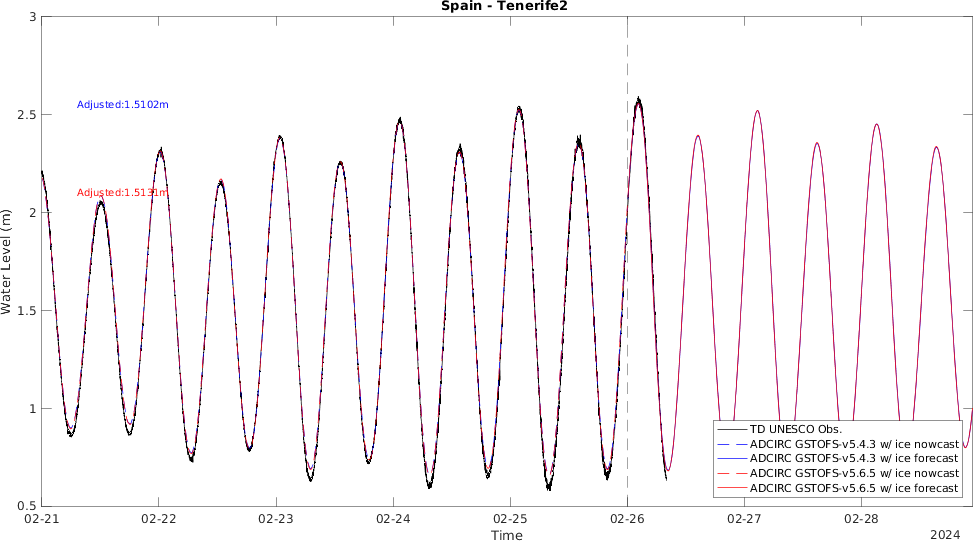 Spain - Tenerife2
3
2.5
2
1.5
1
0.5
Water Level (m)
Adjusted:1.5102m
Adjusted:1.5131m
TD UNESCO Obs.
ADCIRC GSTOFS-v5.4.3 w/ ice nowcast
ADCIRC GSTOFS-v5.4.3 w/ ice forecast
ADCIRC GSTOFS-v5.6.5 w/ ice nowcast
ADCIRC GSTOFS-v5.6.5 w/ ice forecast
02-21 02-22 02-23 02-24 02-25 02-26 02-27 02-28
Time
2024